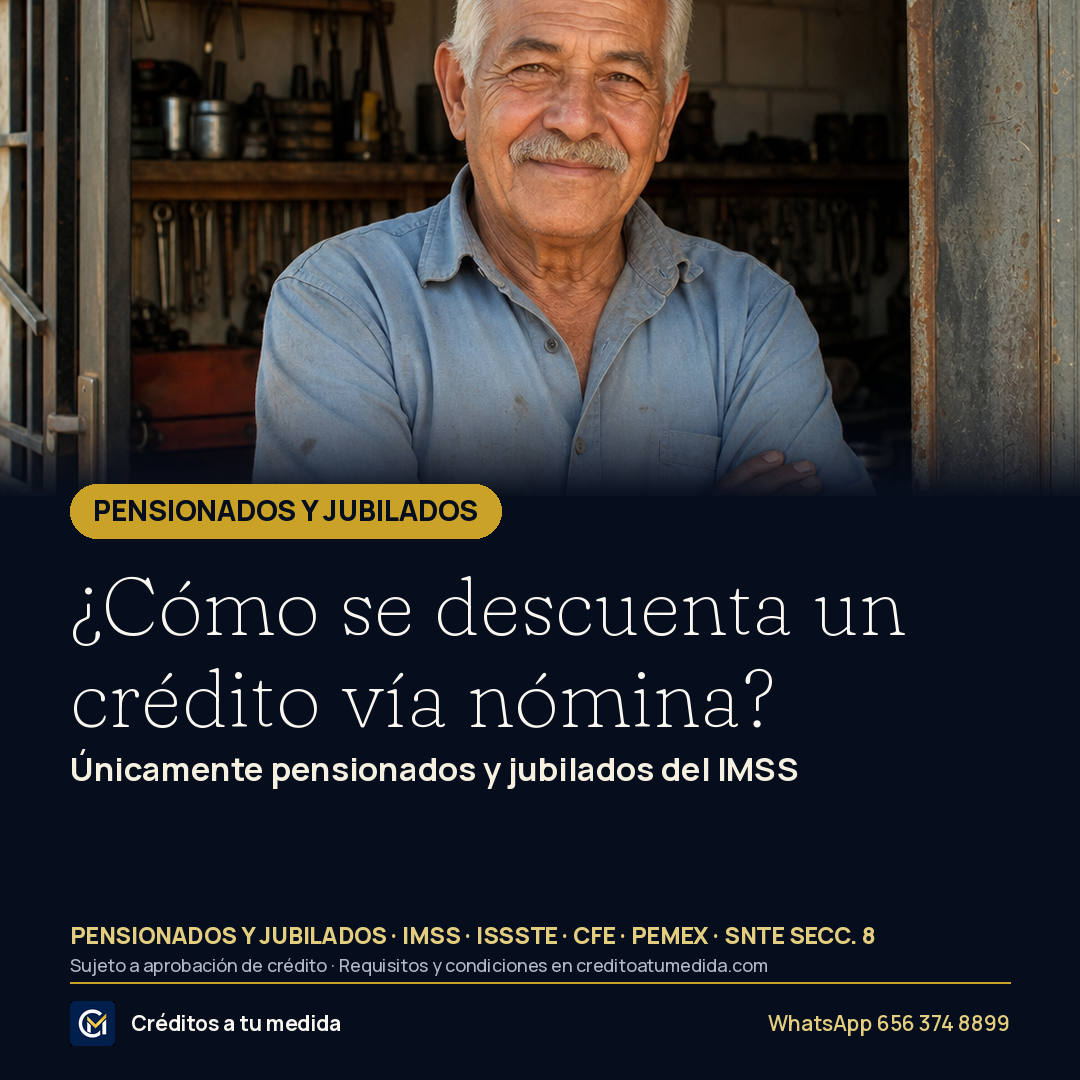 PENSIONADOS Y JUBILADOS
¿Cómo se descuenta un
crédito vía nómina?
Únicamente pensionados y jubilados del IMSS
PENSIONADOS Y JUBILADOS · IMSS · ISSSTE · CFE · PEMEX · SNTE SECC. 8
Sujeto a aprobación de crédito · Requisitos y condiciones en creditoatumedida.com
Créditos a tu medida
WhatsApp 656 374 8899